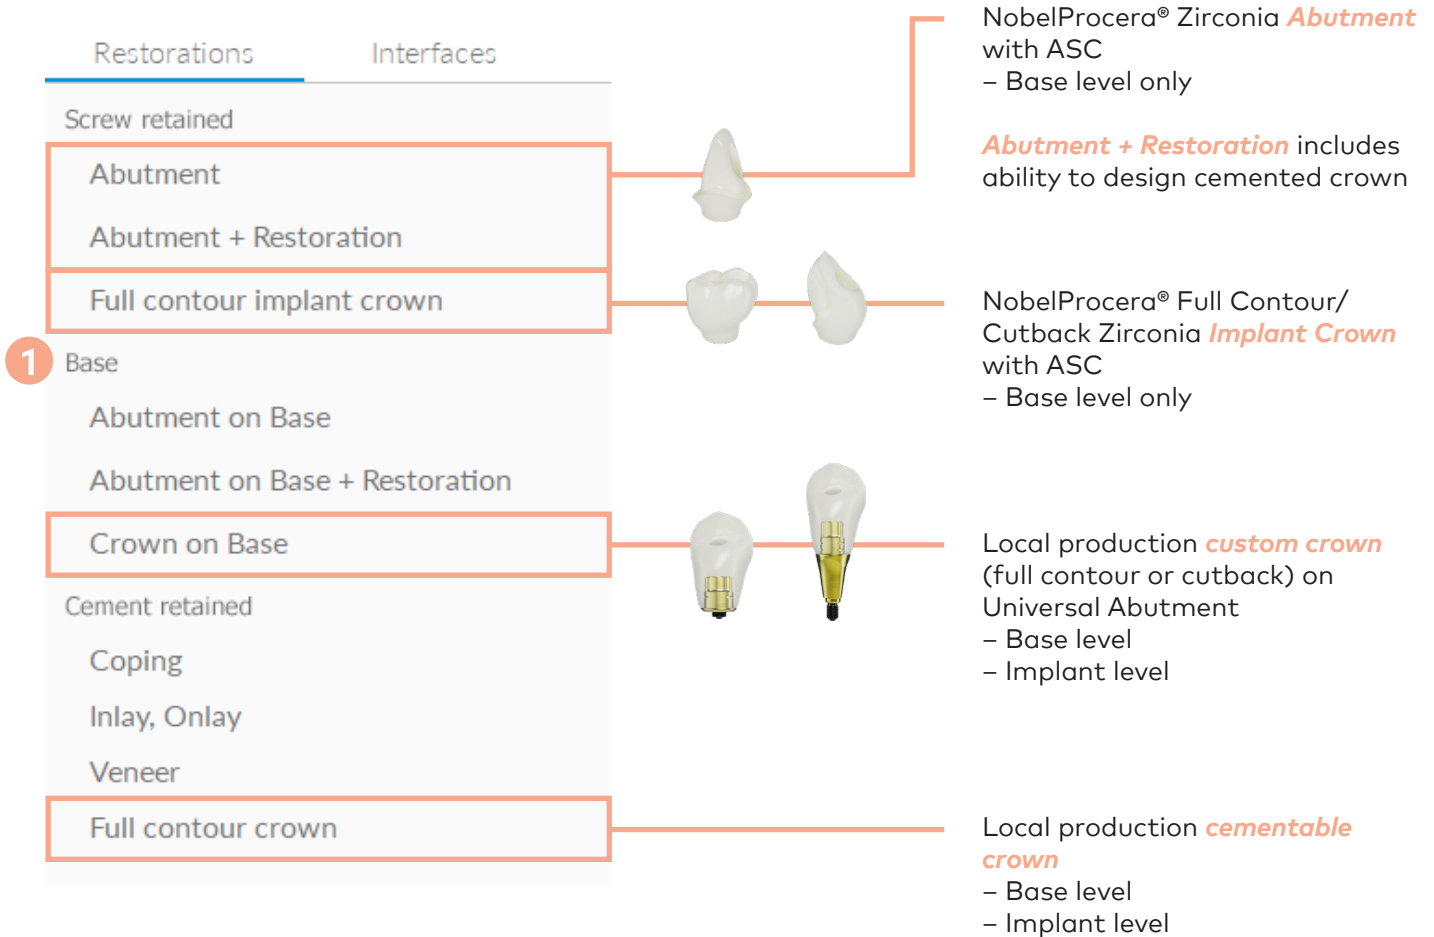 Restorations
Interfaces
Screw retained
Abutment
Abutment + Restoration
Full contour implant crown
1
Base
Abutment on Base
Abutment on Base + Restoration
Crown on Base
Cement retained
Coping
Inlay, Onlay
Veneer
Full contour crown
NobelProcera® Zirconia Abutment
with ASC
– Base level only
Abutment + Restoration includes
ability to design cemented crown
NobelProcera® Full Contour/
Cutback Zirconia Implant Crown
with ASC
– Base level only
Local production custom crown
(full contour or cutback) on
Universal Abutment
– Base level
– Implant level
Local production cementable
crown
– Base level
– Implant level